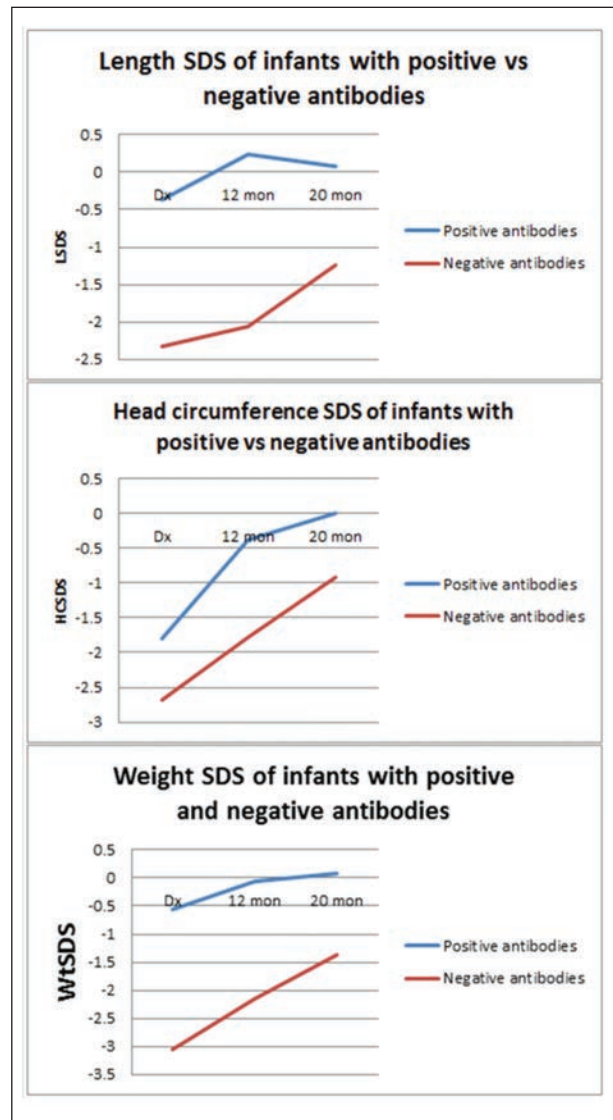 Length SDS of infants with positive vs
negative antibodies
0.5
0
-0.5
-1
-1.5
-2
-2.5
LSDS
Dx
12 mon
20 mon
Positive antibodies
Negative antibodies
Head circumference SDS of infants with
positive vs negative antibodies
0.5
0
-0.5
-1
-1.5
-2
-2.5
-3
HCSDS
Dx
12 mon
20 mon
Positive antibodies
Negative antibodies
Weight SDS of infants with positive
and negative antibodies
0.5
0
-0.5
-1
-1.5
-2
-2.5
-3
-3.5
WtSDS
Dx
12 mon
20 mon
Positive antibodies
Negative antibodies